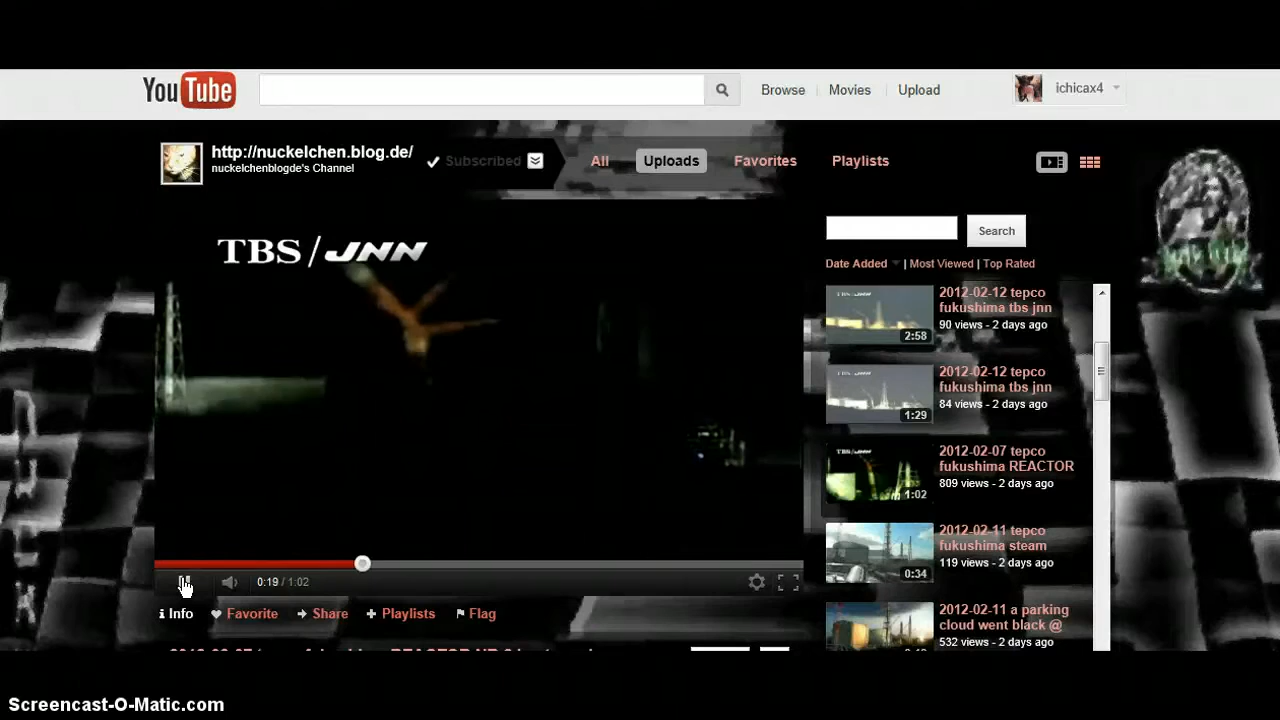 YouTube
Browse
Movies
Upload
ichicax4
http://nuckelchen.blog.de/
nuckelchenblogde's Channel
Subscribed
All
Uploads
Favorites
Playlists
TBS/JNN
Search
Date Added | Most Viewed | Top Rated
2012-02-12 tepco
fukushima tbs jnn
90 views - 2 days ago
2:58
2012-02-12 tepco
fukushima tbs jnn
84 views - 2 days ago
1:29
2012-02-07 tepco
fukushima REACTOR
809 views - 2 days ago
1:02
2012-02-11 tepco
fukushima steam
119 views - 2 days ago
0:34
2012-02-11 a parking
cloud went black @
532 views - 2 days ago
0:19 / 1:02
Info
Favorite
Share
Playlists
Flag
Screencast-O-Matic.com